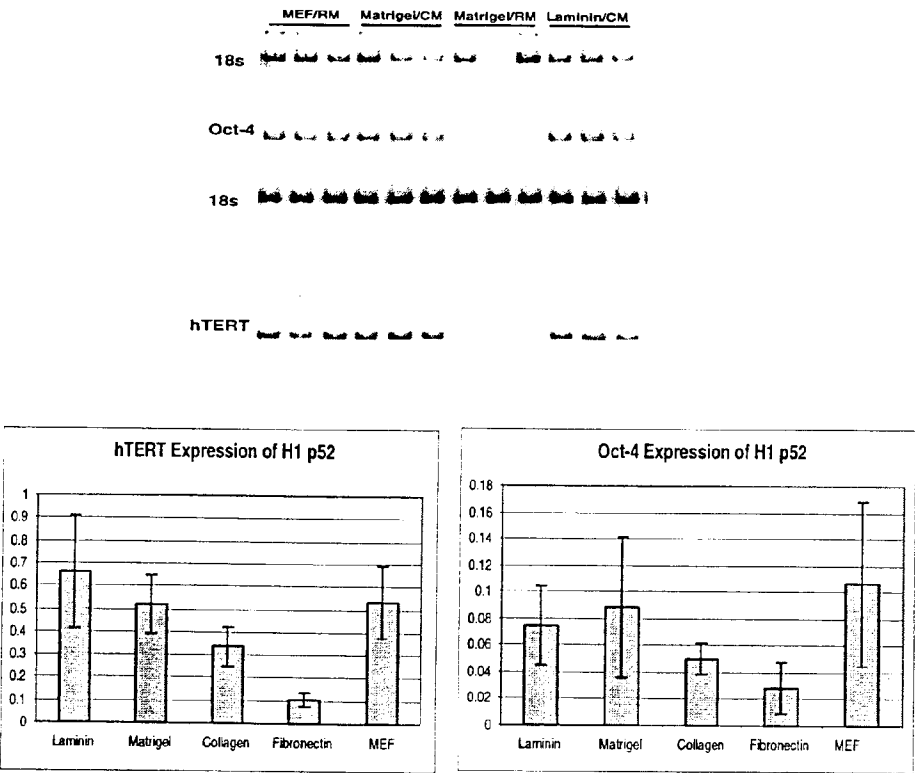 MEF/RM Matrigel/CM Matrigel/RM Laminin/CM
18s
Oct-4
18s
hTERT
hTERT Expression of H1 p52
1
0.9
0.8
0.7
0.6
0.5
0.4
0.3
0.2
0.1
0
Laminin Matrigel Collagen Fibronectin MEF
Oct-4 Expression of H1 p52
0.18
0.16
0.14
0.12
0.1
0.08
0.06
0.04
0.02
0
Laminin Matrigel Collagen Fibronectin MEF